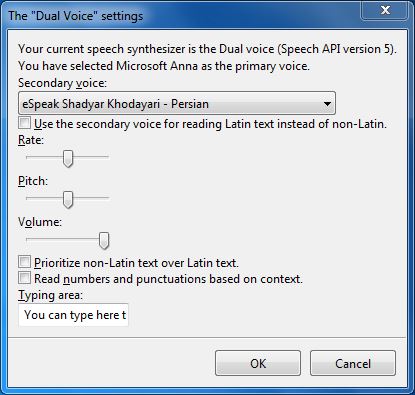 The "Dual Voice" settings
Your current speech synthesizer is the Dual voice (Speech API version 5).
You have selected Microsoft Anna as the primary voice.
Secondary voice:
eSpeak Shadyar Khodayari - Persian
Use the secondary voice for reading Latin text instead of non-Latin.
Rate:
Pitch:
Volume:
Prioritize non-Latin text over Latin text.
Read numbers and punctuations based on context.
Typing area:
You can type here t
OK
Cancel